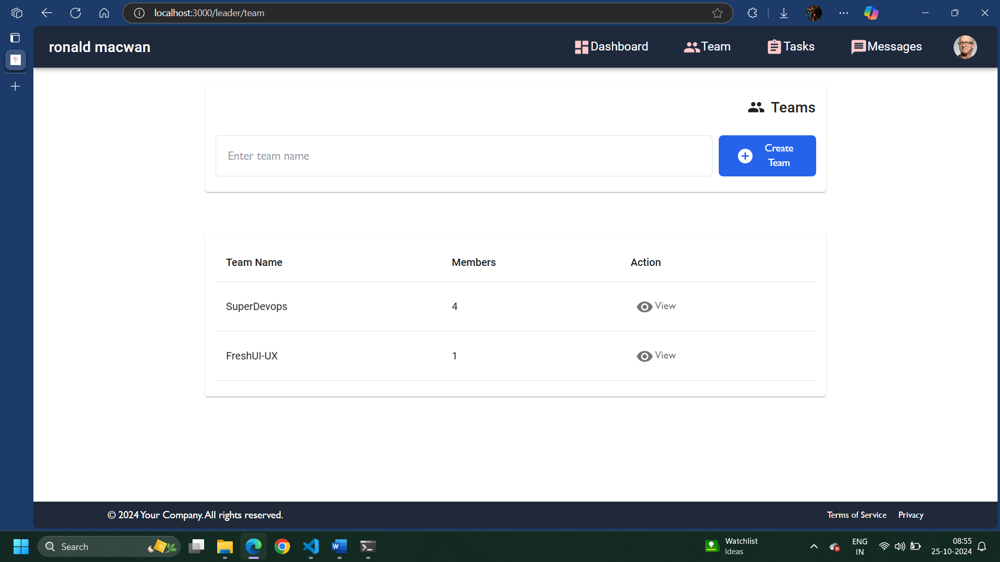 localhost:3000/leader/team
ronald macwan
Dashboard
Team
Tasks
Messages
Teams
Enter team name
Create
Team
Team Name Members Action
SuperDevops 4 View
FreshUI-UX 1 View
© 2024 Your Company. All rights reserved.
Terms of Service Privacy
Search
Watchlist
Ideas
ENG
IN
08:55
25-10-2024